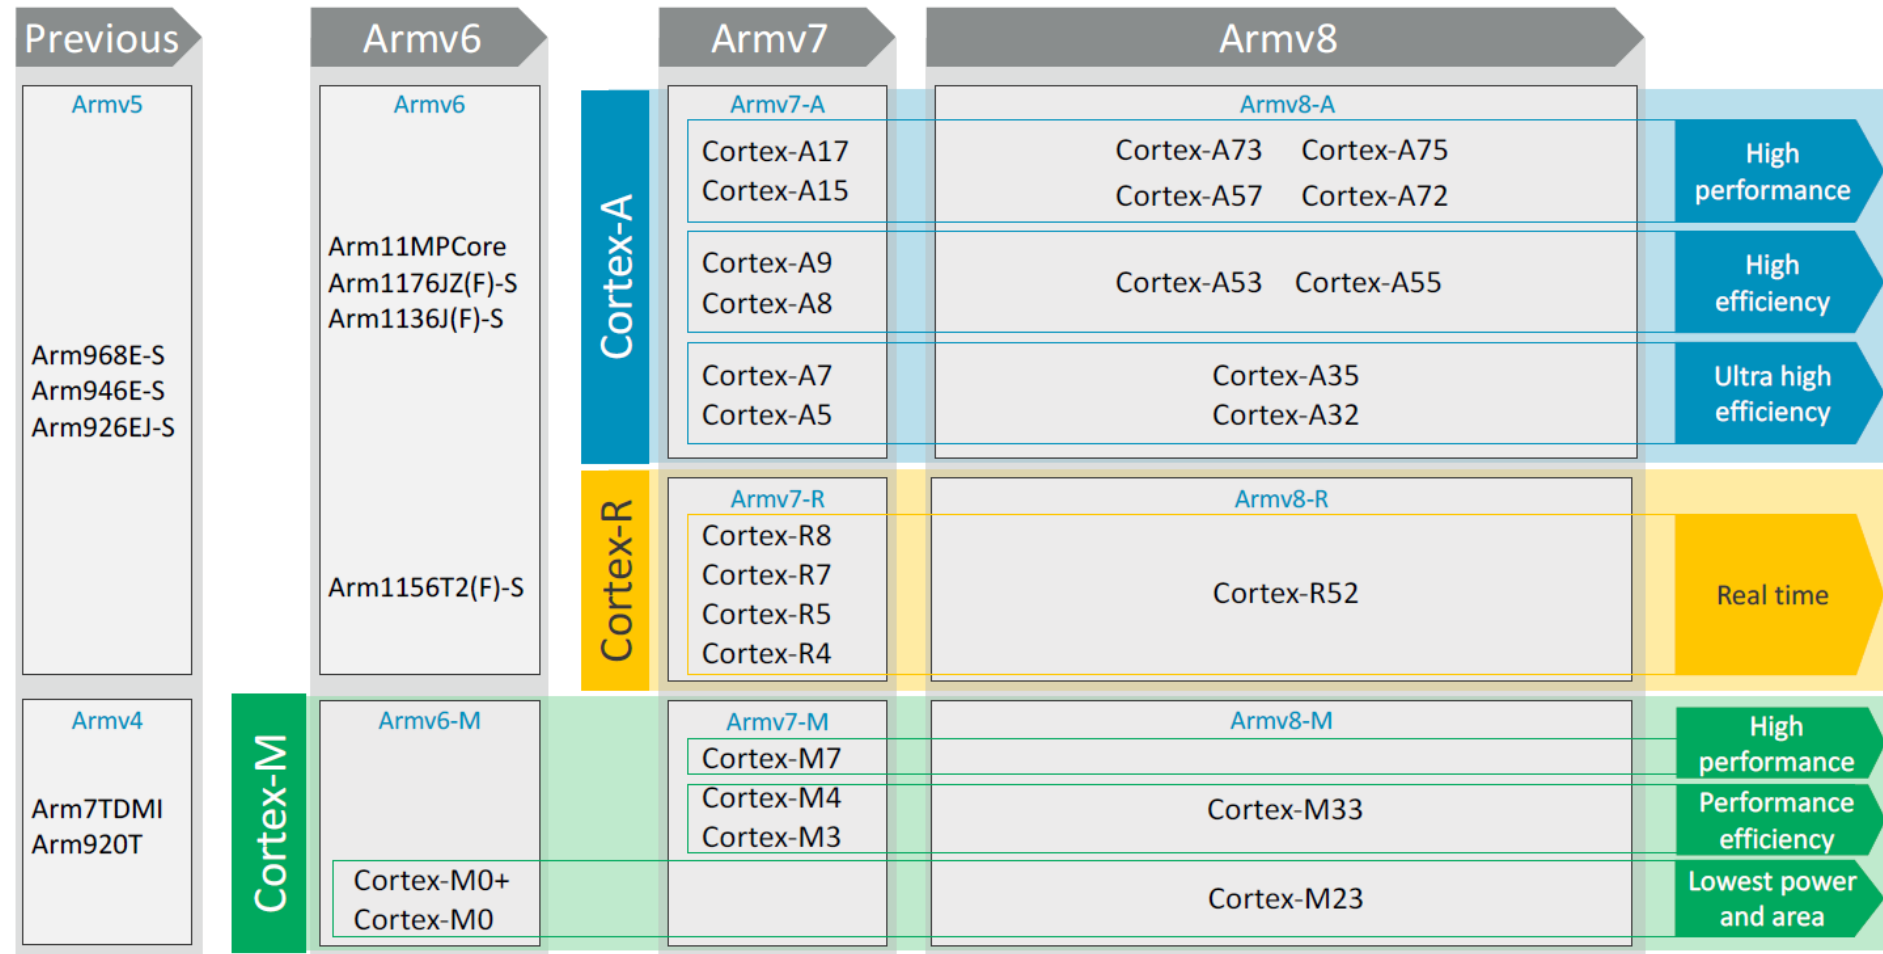 Previous
Armv6
Armv7
Armv8
Armv5
Arm968E-S
Arm946E-S
Arm926EJ-S
Armv4
Arm7TDMI
Arm920T
Armv6
Arm11MPCore
Arm1176JZ(F)-S
Arm1136J(F)-S
Arm1156T2(F)-S
Cortex-A
Armv7-A
Armv8-A
Cortex-A17
Cortex-A15
Cortex-A73 Cortex-A75
Cortex-A57 Cortex-A72
High
performance
Cortex-A9
Cortex-A8
Cortex-A53 Cortex-A55
High
efficiency
Cortex-A7
Cortex-A5
Cortex-A35
Cortex-A32
Ultra high
efficiency
Cortex-R
Armv7-R
Armv8-R
Cortex-R8
Cortex-R7
Cortex-R5
Cortex-R4
Cortex-R52
Real time
Cortex-M
Armv6-M
Armv7-M
Armv8-M
Cortex-M7
High
performance
Cortex-M4
Cortex-M3
Cortex-M33
Performance
efficiency
Cortex-M0+
Cortex-M0
Cortex-M23
Lowest power
and area